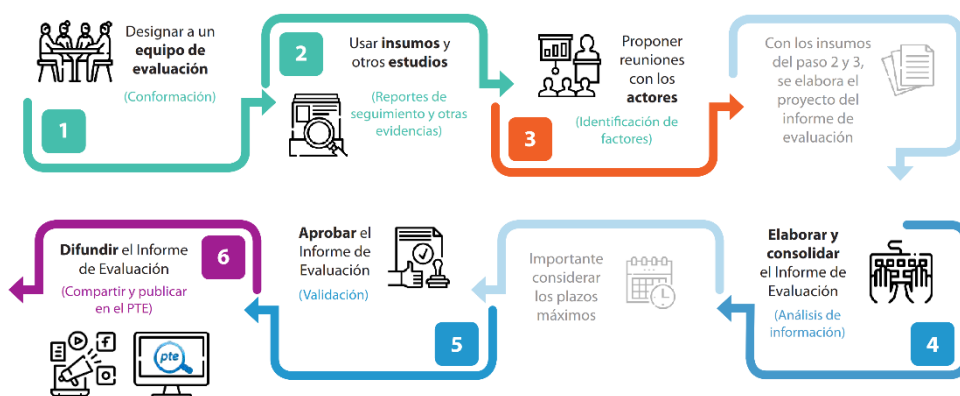 Designar a un
equipo de
evaluación
(Conformación)
1
2
Usar insumos y
otros estudios
(Reportes de
seguimiento y otras
evidencias)
Proponer
reuniones
con los
actores
(Identificación de
factores)
3
Con los insumos
del paso 2 y 3,
se elabora el
proyecto del
informe de
evaluación
Elaborar y
consolidar
el Informe de
Evaluación
(Análisis de
información)
4
Importante
considerar
los plazos
máximos
Aprobar el
Informe de
Evaluación
(Validación)
5
6
Difundir el Informe
de Evaluación
(Compartir y publicar
en el PTE)
pte